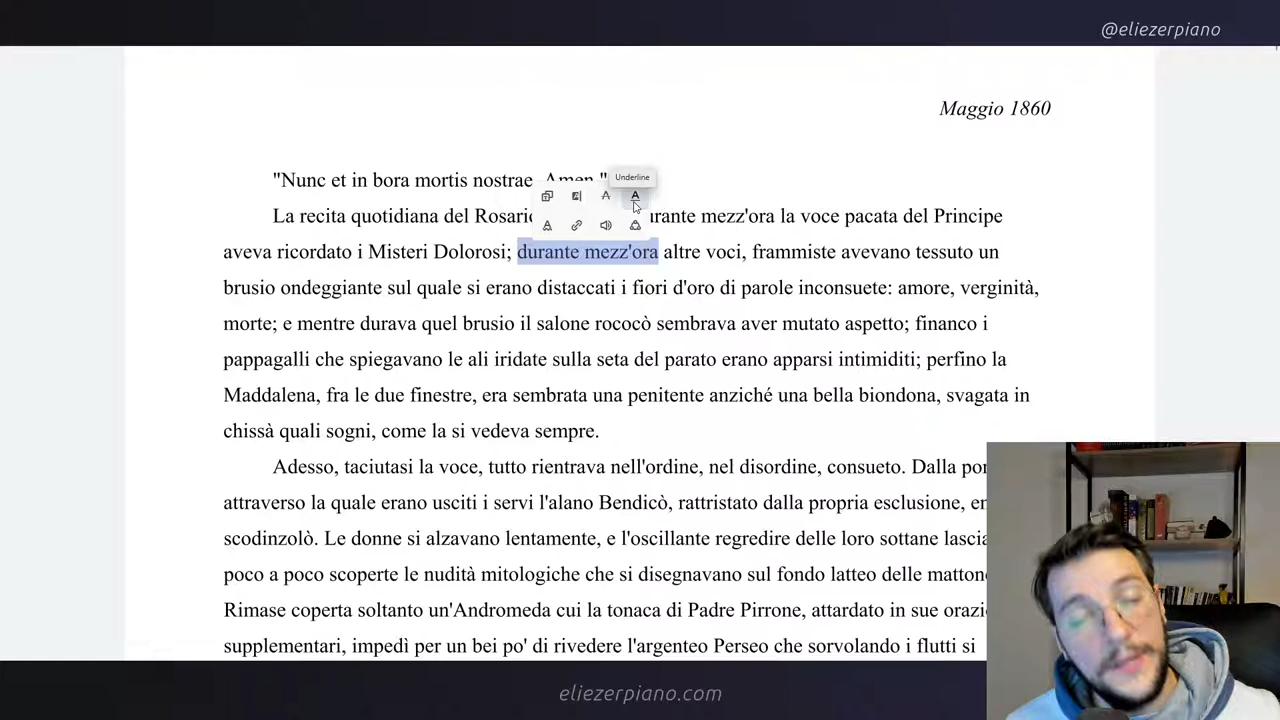 @eliezerpiano
Maggio 1860
"Nunc et in bora mortis nostrae. Amen."
Underline
La recita quotidiana del Rosario mezz'ora la voce pacata del Principe
aveva ricordato i Misteri Dolorosi; durante mezz'ora altre voci, frammiste avevano tessuto un
brusio ondeggiante sul quale si erano distaccati i fiori d'oro di parole inconsuete: amore, verginità,
morte; e mentre durava quel brusio il salone rococò sembrava aver mutato aspetto; financo i
pappagalli che spiegavano le ali iridate sulla seta del parato erano apparsi intimiditi; perfino la
Maddalena, fra le due finestre, era sembrata una penitente anziché una bella biondona, svagata in
chissà quali sogni, come la si vedeva sempre.
Adesso, taciutasi la voce, tutto rientrava nell'ordine, nel disordine, consueto. Dalla
attraverso la quale erano usciti i servi l'alano Bendicò, rattristato dalla propria esclusione,
scodinzolò. Le donne si alzavano lentamente, e l'oscillante regredire delle loro sottane
poco a poco scoperte le nudità mitologiche che si disegnavano sul fondo latteo delle
Rimase coperta soltanto un'Andromeda cui la tonaca di Padre Pirrone, attardato in sue
supplementari, impedì per un bei po' di rivedere l'argenteo Perseo che sorvolando i flutti si
eliezerpiano.com